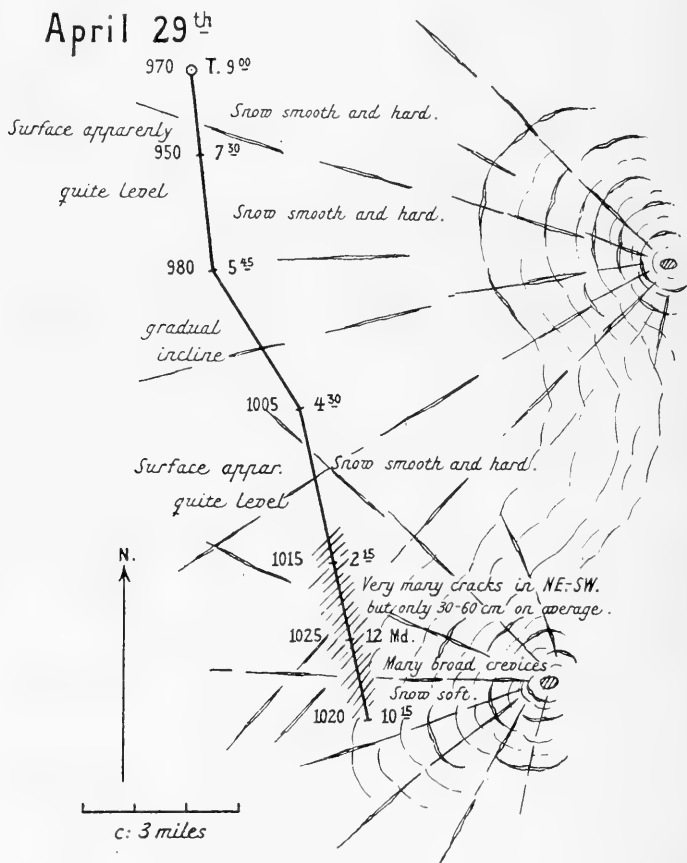 April 29th
970 T. 9 00
Snow smooth and hard.
Surface apparenly
950 7 30
quite level
Snow smooth and hard.
980 5 45
gradual
incline
1005 4 30
Surface appar.
Snow smooth and hard.
quite level
N.
1015 2 15
Very many cracks in NE.-SW.
but only 30-60 cm on average.
1025 12 Md.
Many broad crevices
Snow soft.
1020 10 15
c: 3 miles